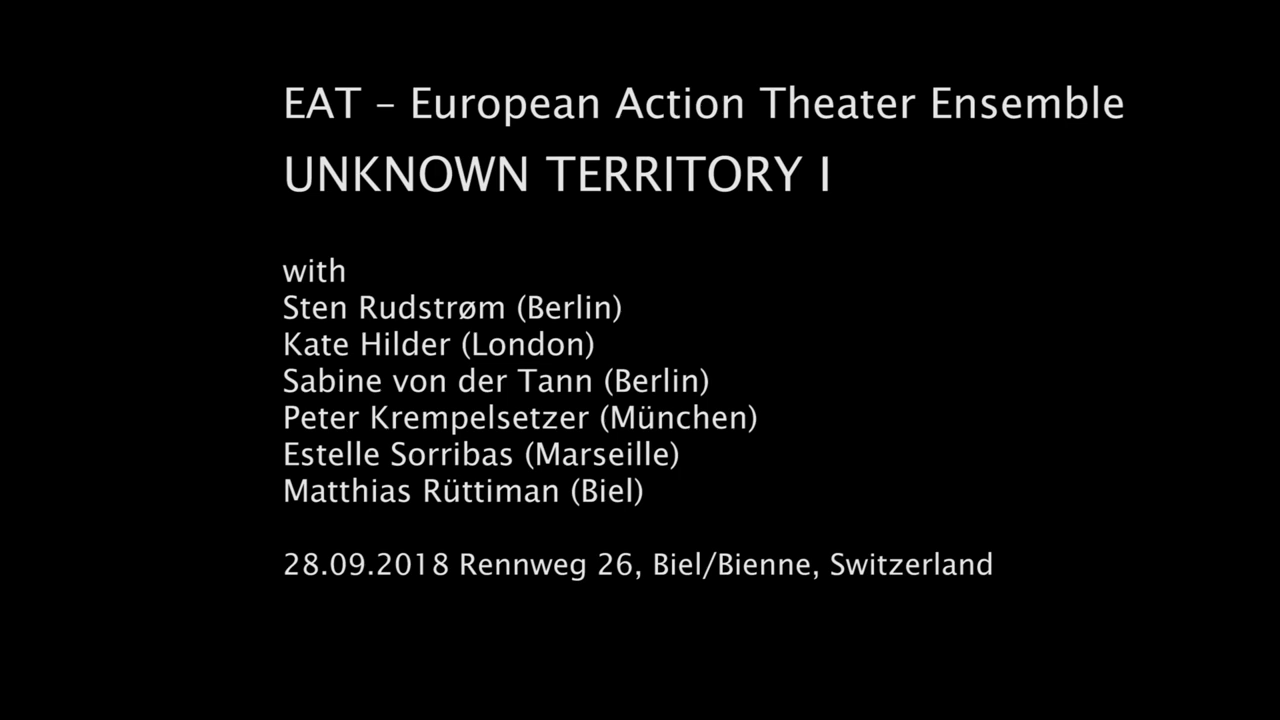 EAT – European Action Theater Ensemble
UNKNOWN TERRITORY I
with
Sten Rudstrøm (Berlin)
Kate Hilder (London)
Sabine von der Tann (Berlin)
Peter Krempelsetzer (München)
Estelle Sorribas (Marseille)
Matthias Rüttiman (Biel)
28.09.2018 Rennweg 26, Biel/Bienne, Switzerland